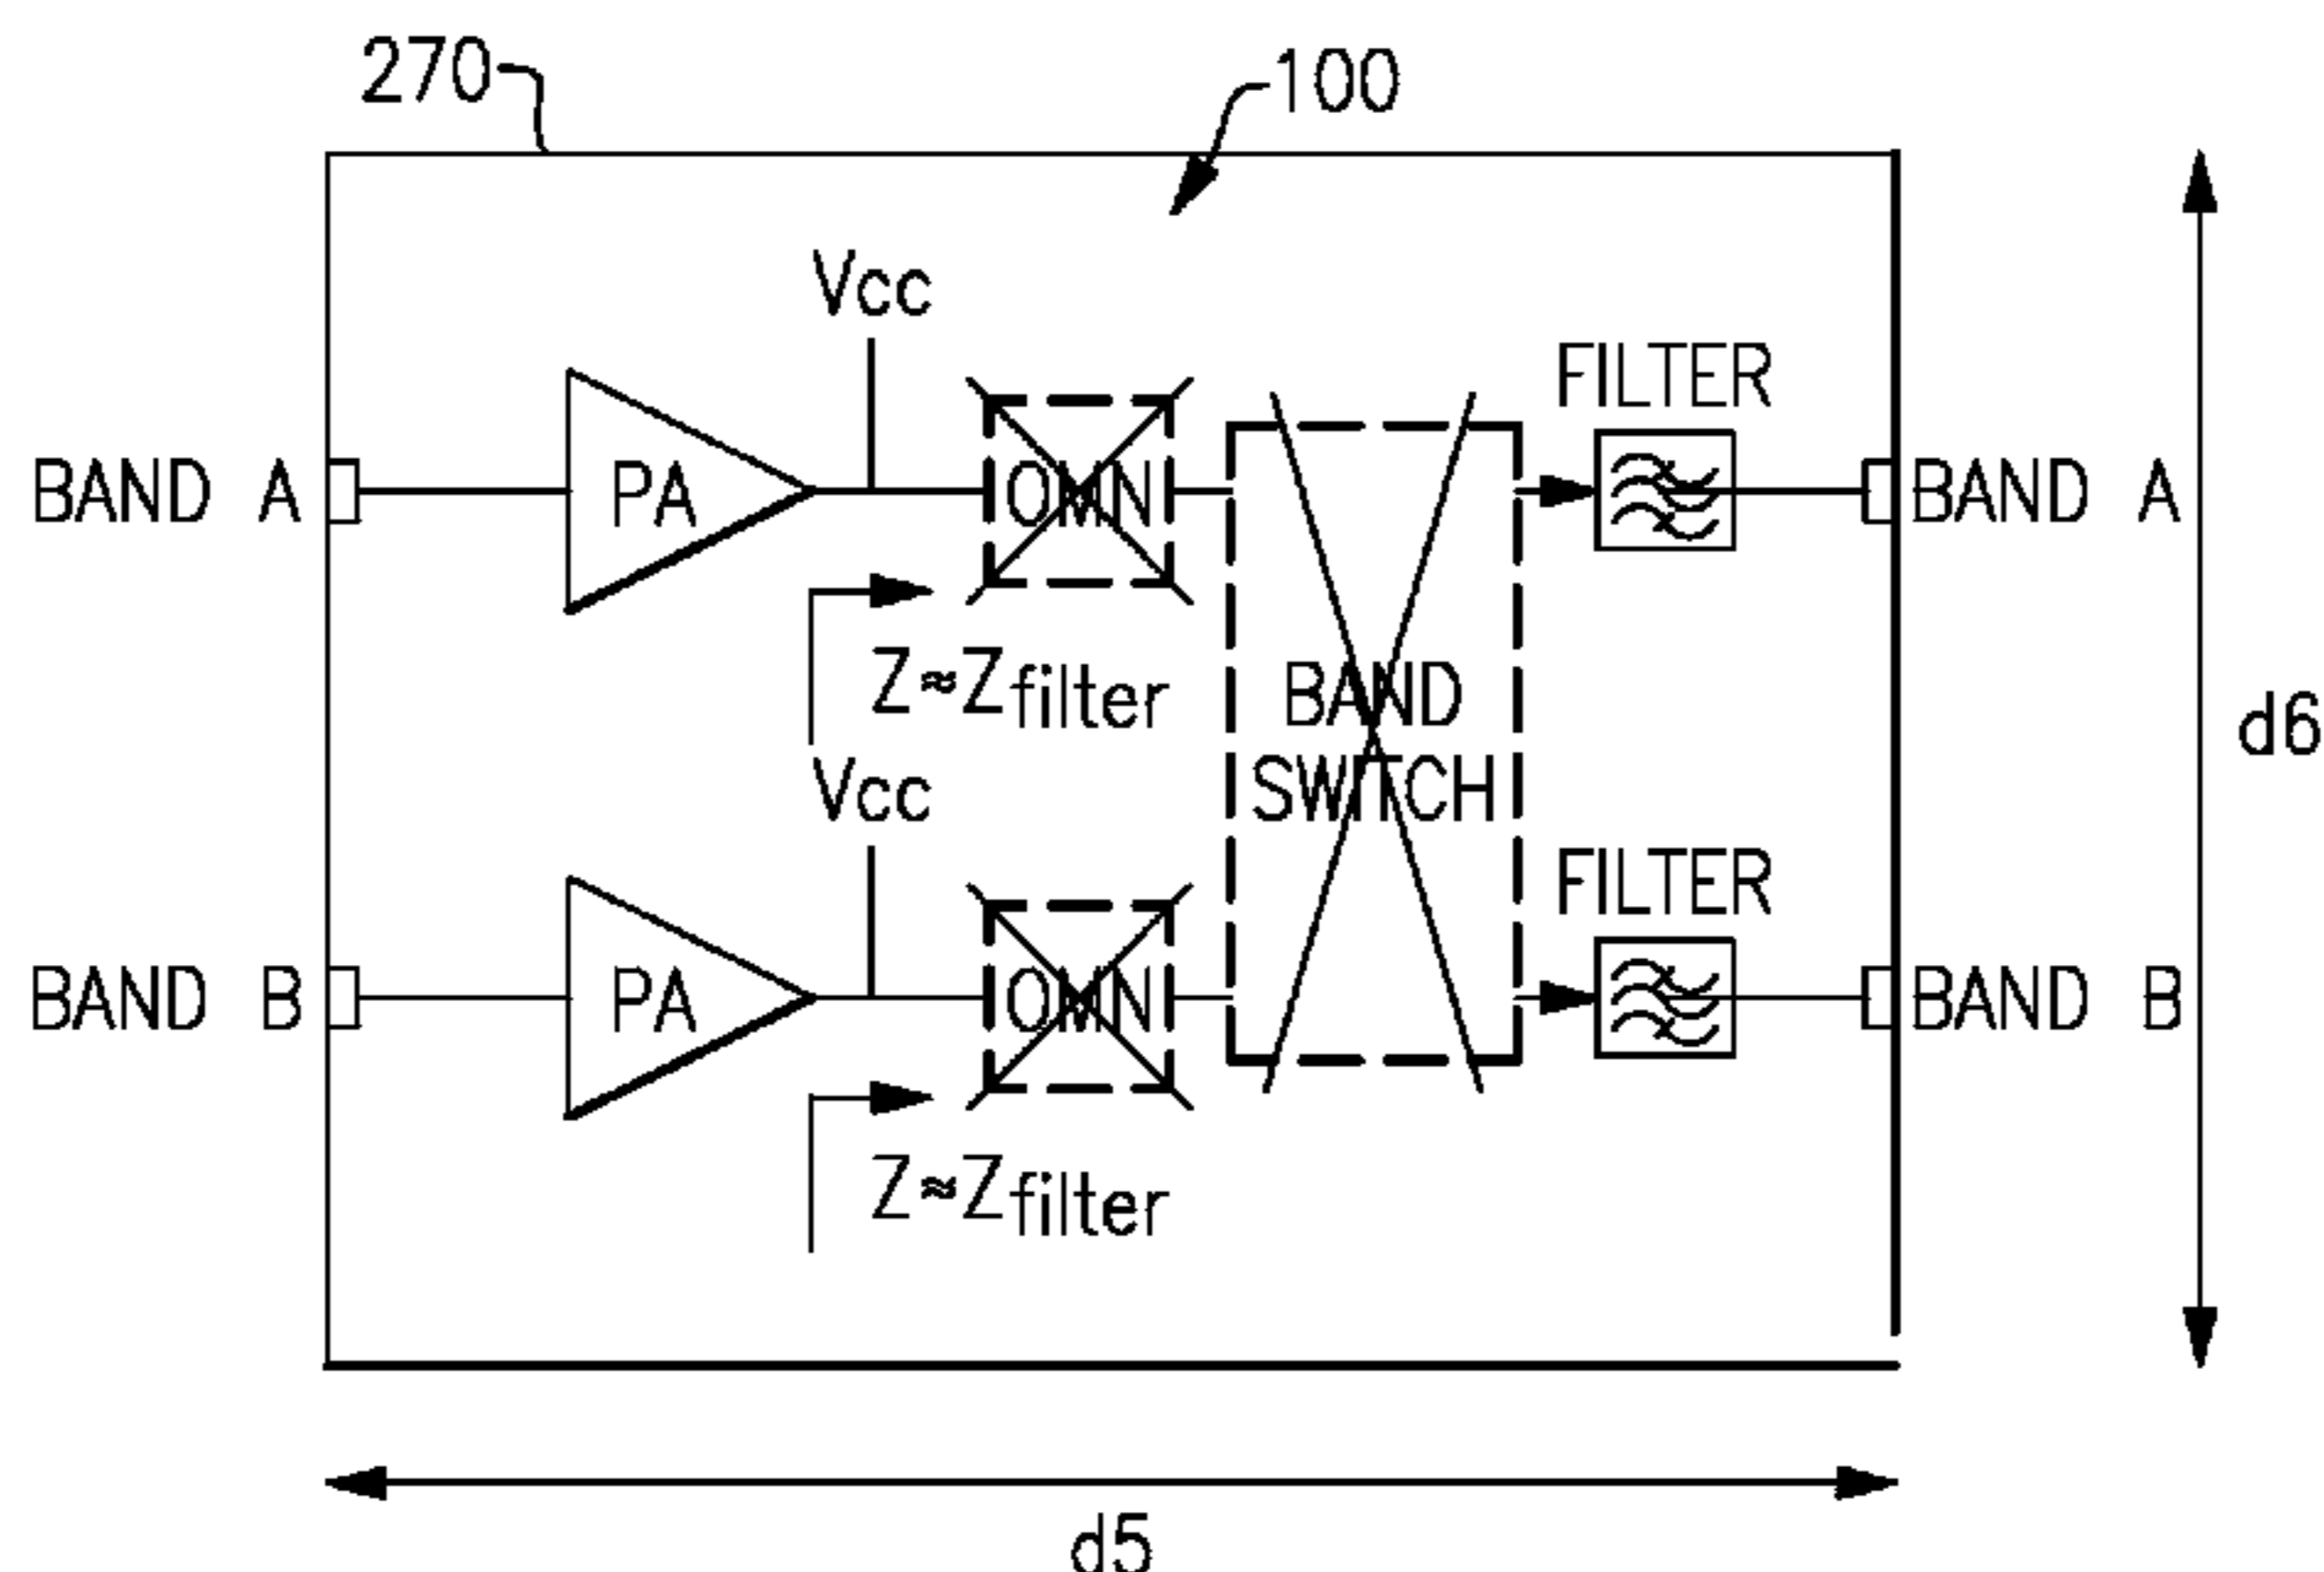 270
100
Vcc
FILTER
BAND A
PA
OMN
BAND A
Z≈Zfilter
BAND
SWITCH
d6
Vcc
FILTER
BAND B
PA
OMN
BAND B
Z≈Zfilter
d5